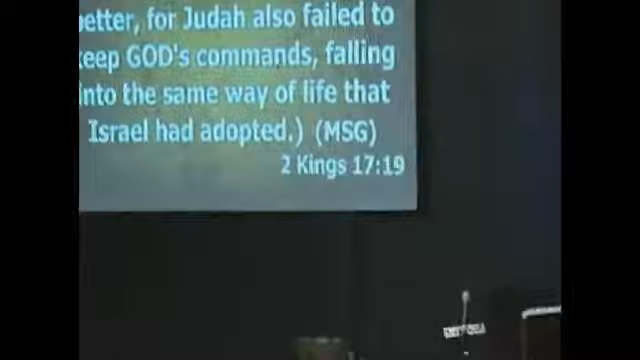 better, for Judah also failed to
keep GOD's commands, falling
into the same way of life that
Israel had adopted.) (MSG)
2 Kings 17:19